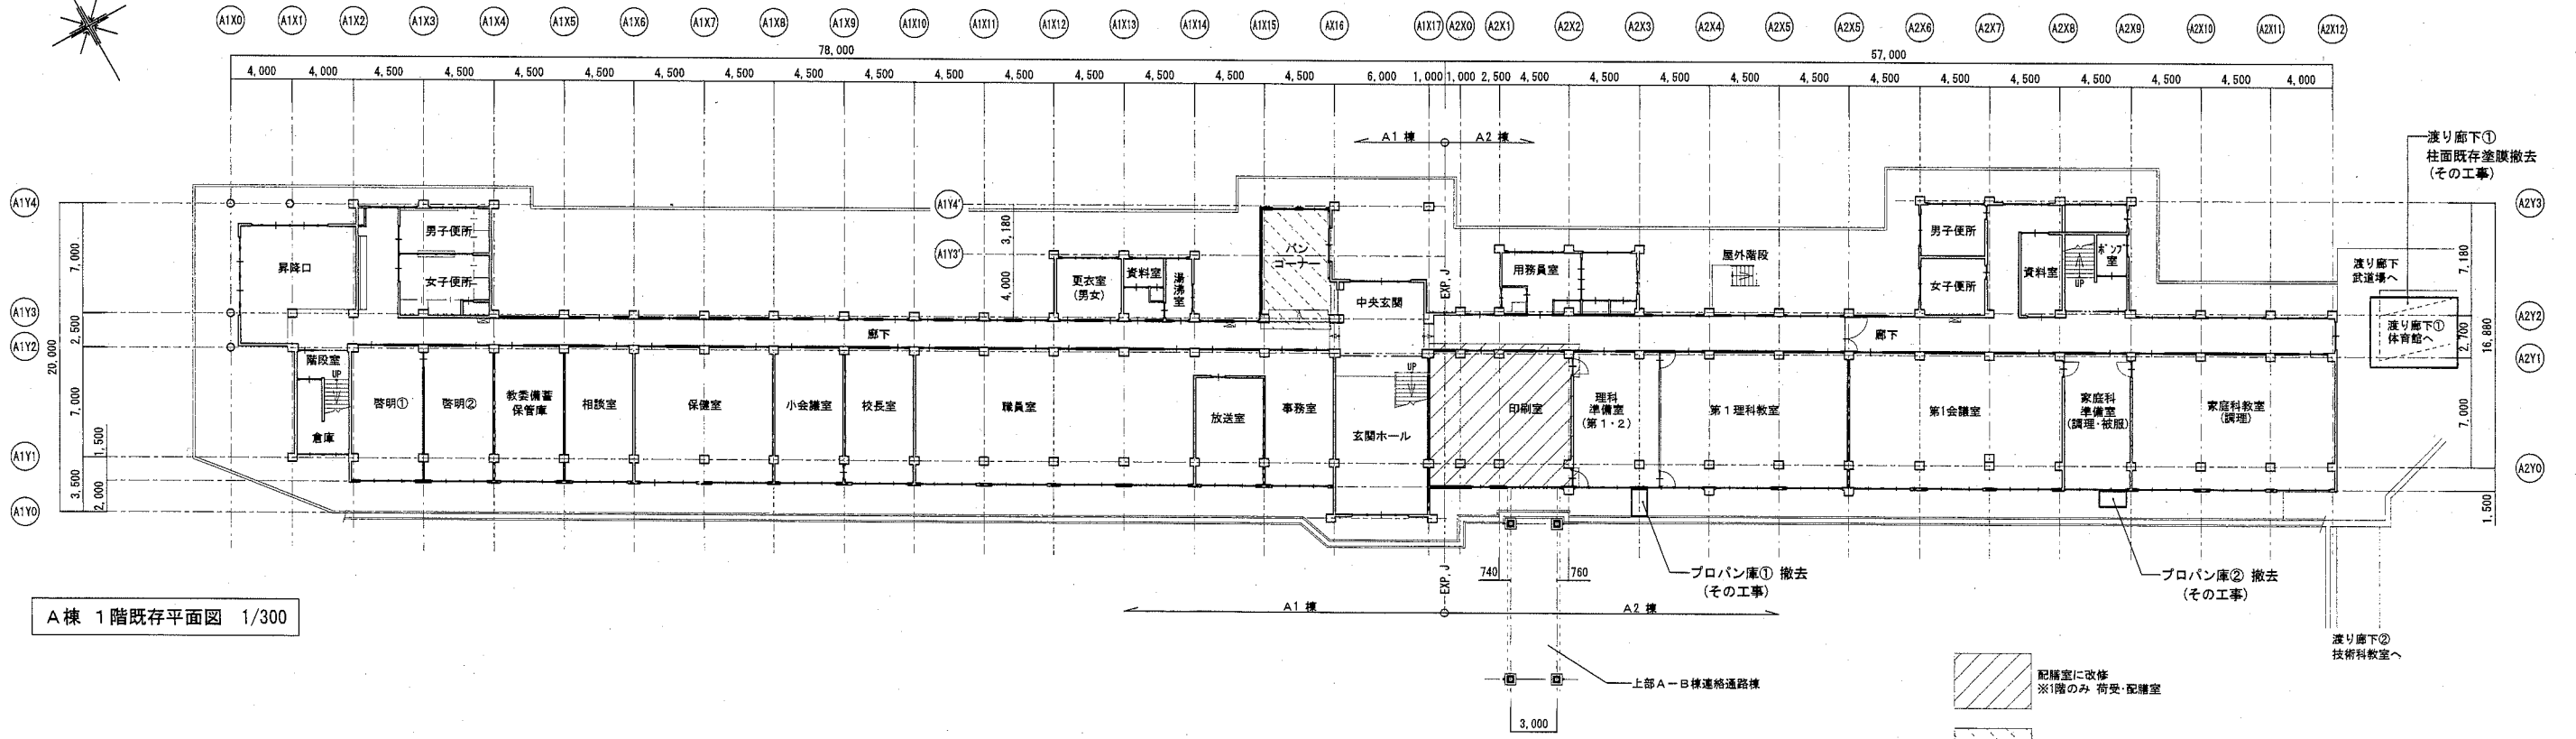 A1X0 A1X1 A1X2 A1X3 A1X4 A1X5 A1X6 A1X7 A1X8 A1X9 A1X10 A1X11 A1X12 A1X13 A1X14 A1X15 AX16 A1X17 A2X0 A2X1 A2X2 A2X3 A2X4 A2X5 A2X5 A2X6 A2X7 A2X8 A2X9 A2X10 A2X11 A2X12
78,000 57,000
4,000 4,000 4,500 4,500 4,500 4,500 4,500 4,500 4,500 4,500 4,500 4,500 4,500 4,500 4,500 4,500 6,000 1,000 1,000 2,500 4,500 4,500 4,500 4,500 4,500 4,500 4,500 4,500 4,500 4,500 4,500 4,000
A1 棟 A2 棟
渡り廊下①
柱面既存塗膜撤去
(その工事)
A1Y4
A1Y4'
A2Y3
3,180
男子便所
男子便所
パン
コーナー
A1Y3'
屋外階段
7,000
昇降口
女子便所
4,000
更衣室
(男女)
資料室
湯沸室
中央玄関
EXP.J
用務員室
女子便所
資料室
UP
ポンプ
室
渡り廊下
武道場へ
7,180
A1Y3
A2Y2
2,500
廊下
廊下
渡り廊下①
体育館へ
2,700
16,880
A1Y2
A2Y1
20,000
階段室
UP
倉庫
啓明①
啓明②
教委備蓄
保管庫
相談室
保健室
小会議室
校長室
職員室
放送室
事務室
UP
玄関ホール
印刷室
理科
準備室
(第1・2)
第1理科教室
第1会議室
家庭科
準備室
(調理・被服)
家庭科教室
(調理)
7,000
7,000
1,500
A1Y1
A2Y0
3,500
2,000
1,500
A1Y0
740
760
EXP.J
プロパン庫① 撤去
(その工事)
プロパン庫② 撤去
(その工事)
A1 棟 A2 棟
A棟 1階既存平面図 1/300
渡り廊下②
技術科教室へ
上部A－B棟連絡通路棟
配膳室に改修
※1階のみ 荷受・配膳室
3,000